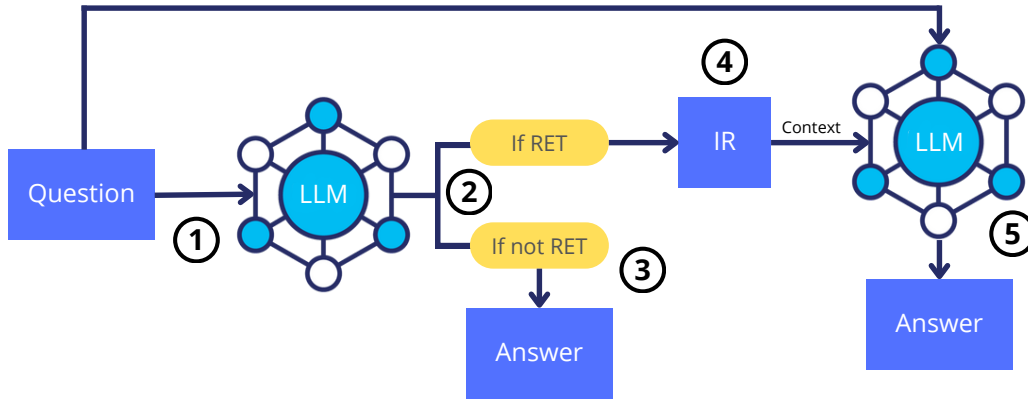 4
If RET
IR
Context
LLM
Question
LLM
2
1
If not RET
3
5
Answer
Answer